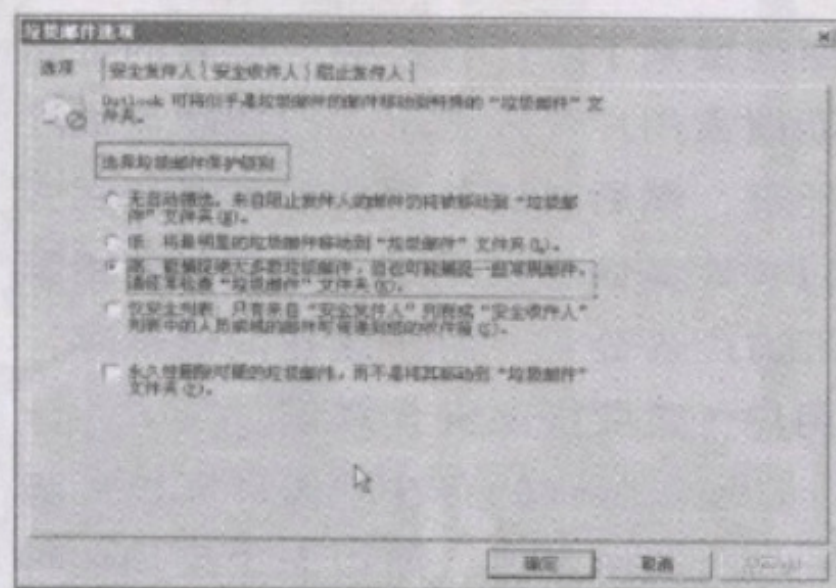 垃圾邮件选项
选项 安全发件人 安全收件人 阻止发件人
Outlook 可将似乎是垃圾邮件的邮件移动到特殊的“垃圾邮件”文
件夹。
选择垃圾邮件保护级别
无自动筛选。来自阻止发件人的邮件仍将被移动到“垃圾邮
件”文件夹(N)。
低: 将最明显的垃圾邮件移动到“垃圾邮件”文件夹(L)。
高: 能捕捉绝大多数垃圾邮件，但也可能捕捉一些常规邮件。
请经常检查“垃圾邮件”文件夹
仅安全列表: 只有来自“安全发件人”列表或“安全收件人”
列表中的人员或域的邮件可传递到您的收件箱
永久性删除可疑的垃圾邮件，而不是将其移动到“垃圾邮件”
文件夹
确定 取消